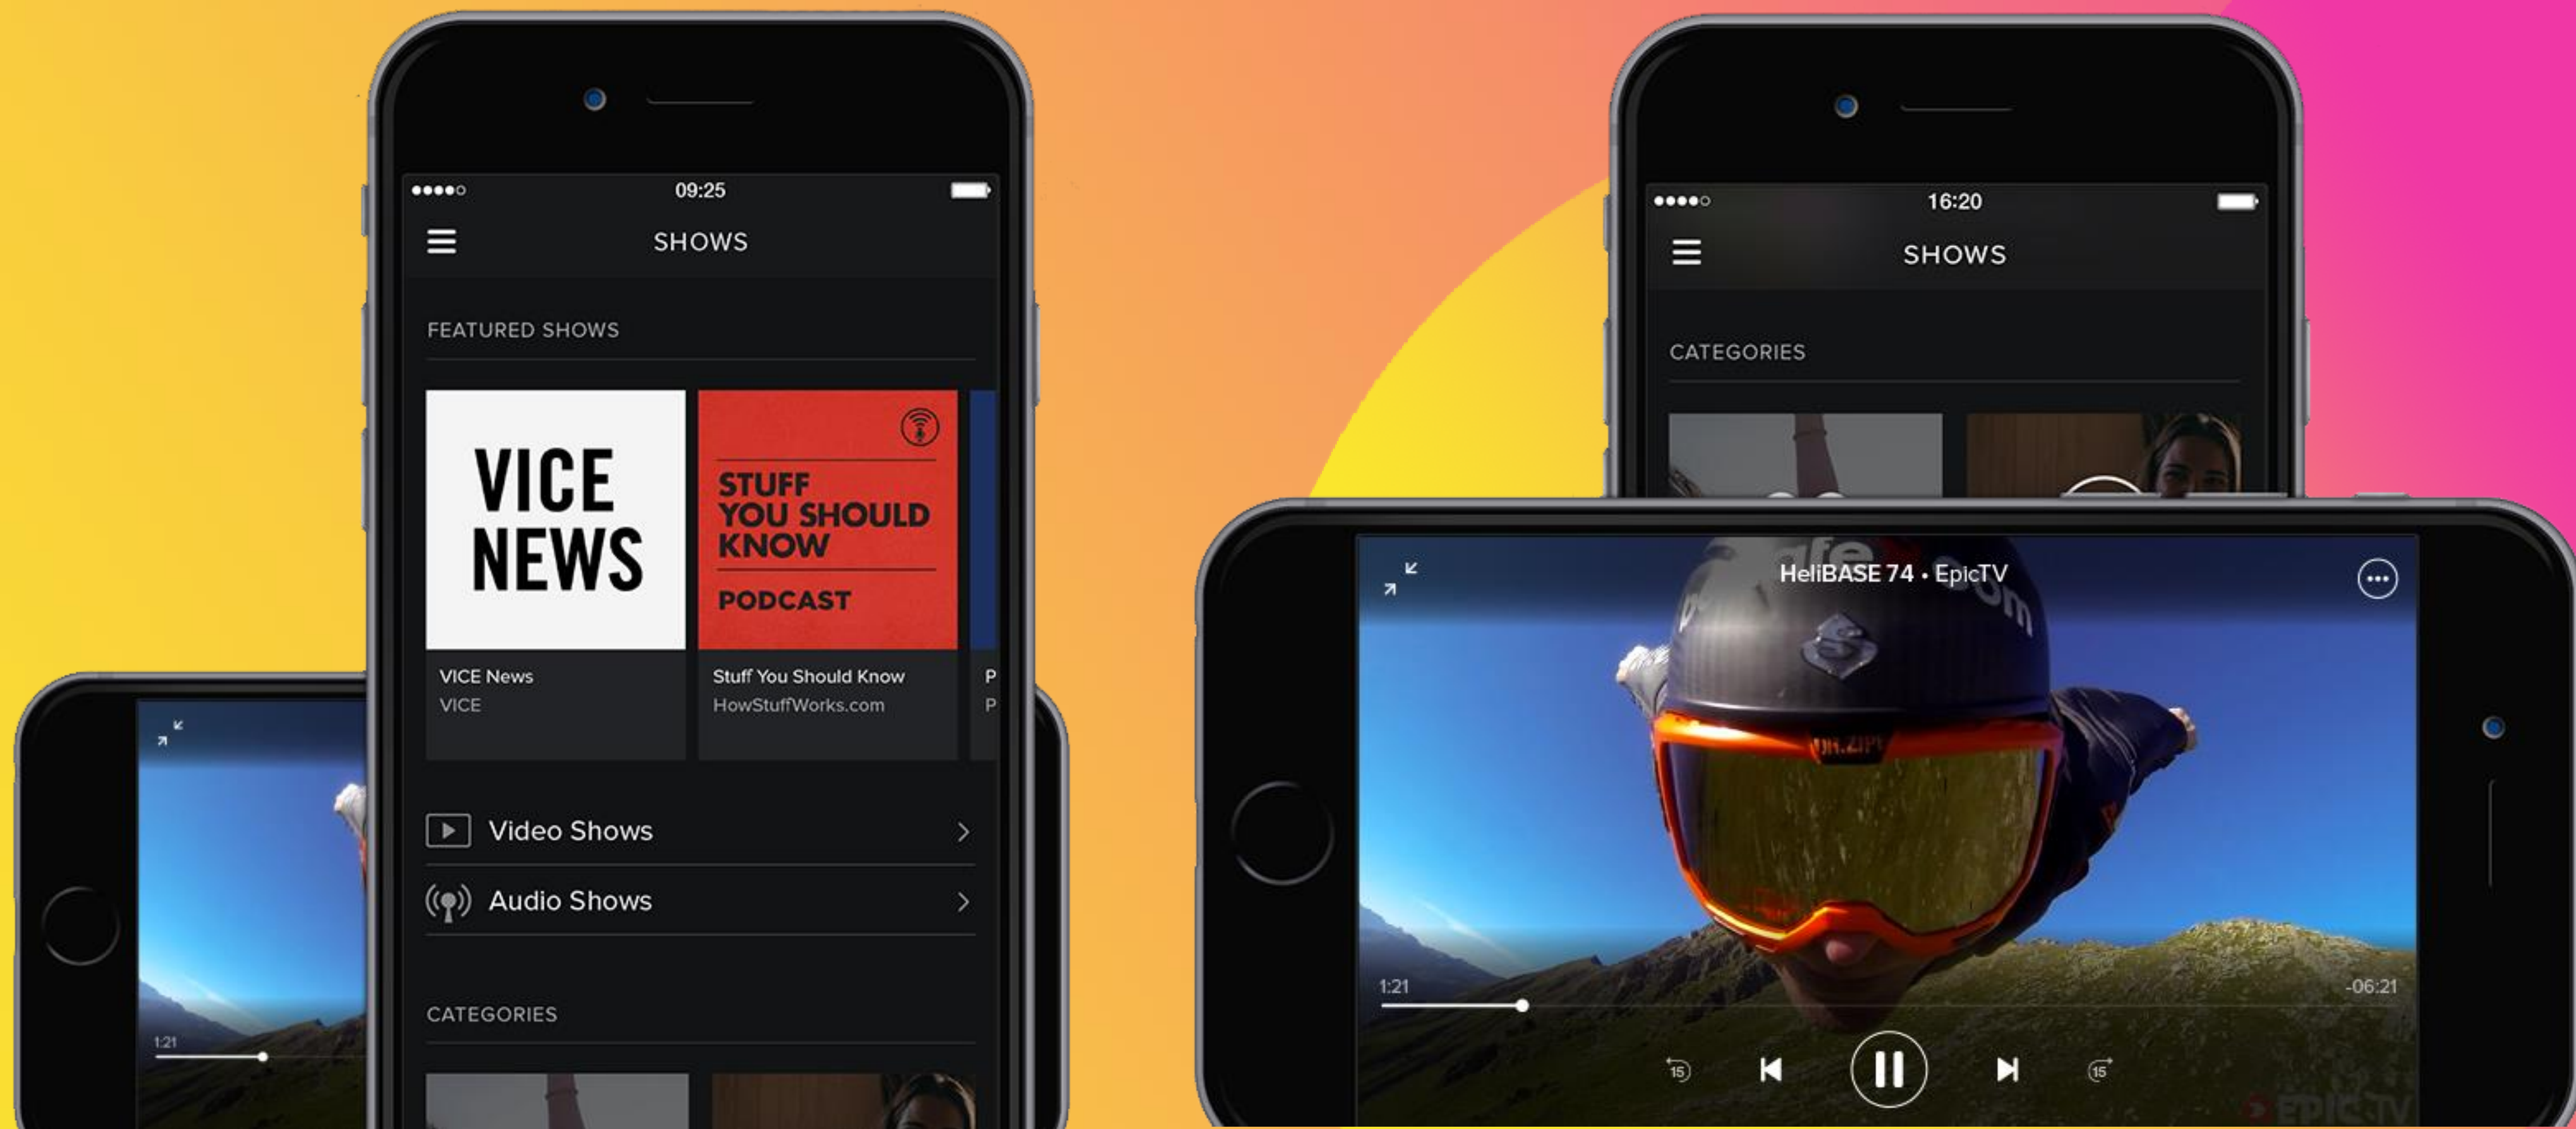 09:25
SHOWS
FEATURED SHOWS
VICE
NEWS
STUFF
YOU SHOULD
KNOW
PODCAST
VICE News
VICE
Stuff You Should Know
HowStuffWorks.com
P
P
Video Shows
Audio Shows
CATEGORIES
1:21
16:20
SHOWS
CATEGORIES
HeliBASE 74 • EpicTV
1:21
-06:21
15
15
EPIC TV